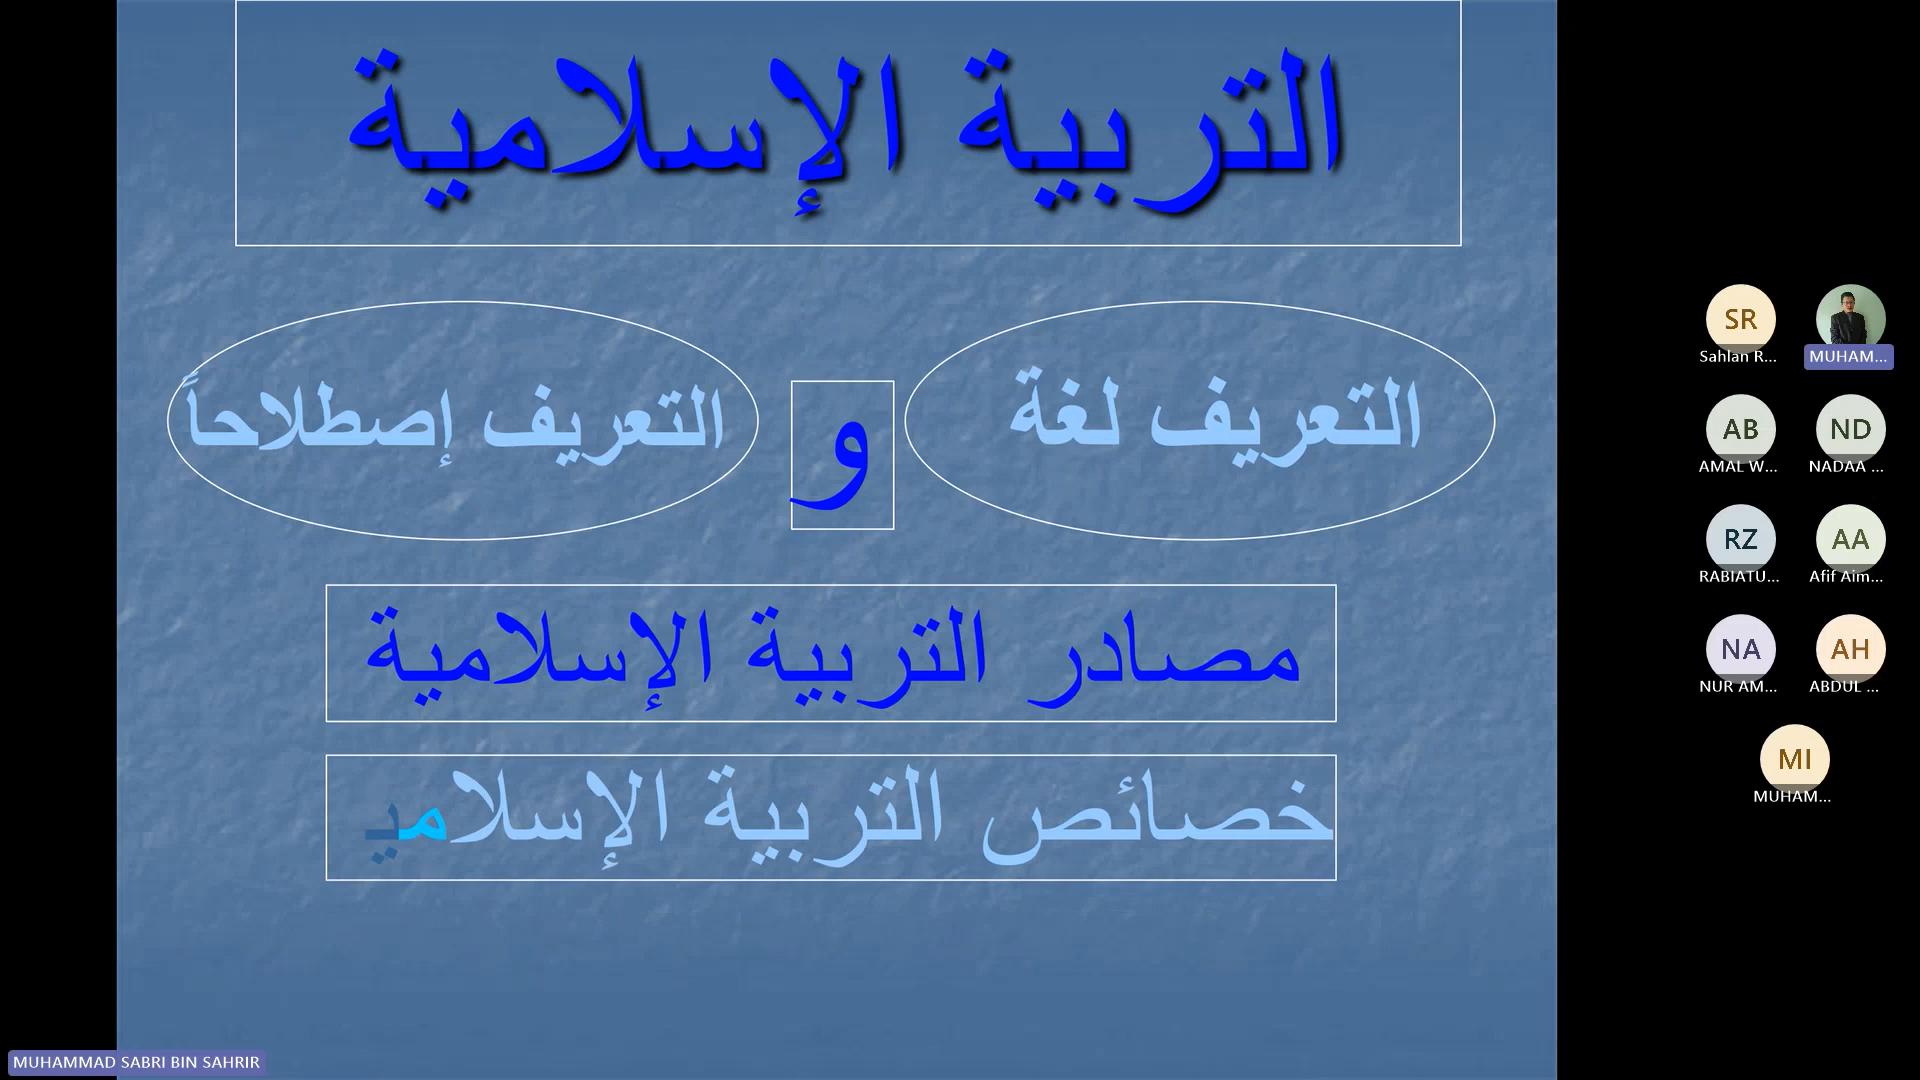 التربية الإسلامية
التعريف لغة و التعريف إصطلاحاً
مصادر التربية الإسلامية
خصائص التربية الإسلاميـ
SR
Sahlan R...
MUHAM...
AB
AMAL W...
ND
NADAA ...
RZ
RABIATU...
AA
Afif Aim...
NA
NUR AM...
AH
ABDUL ...
MI
MUHAM...
MUHAMMAD SABRI BIN SAHRIR